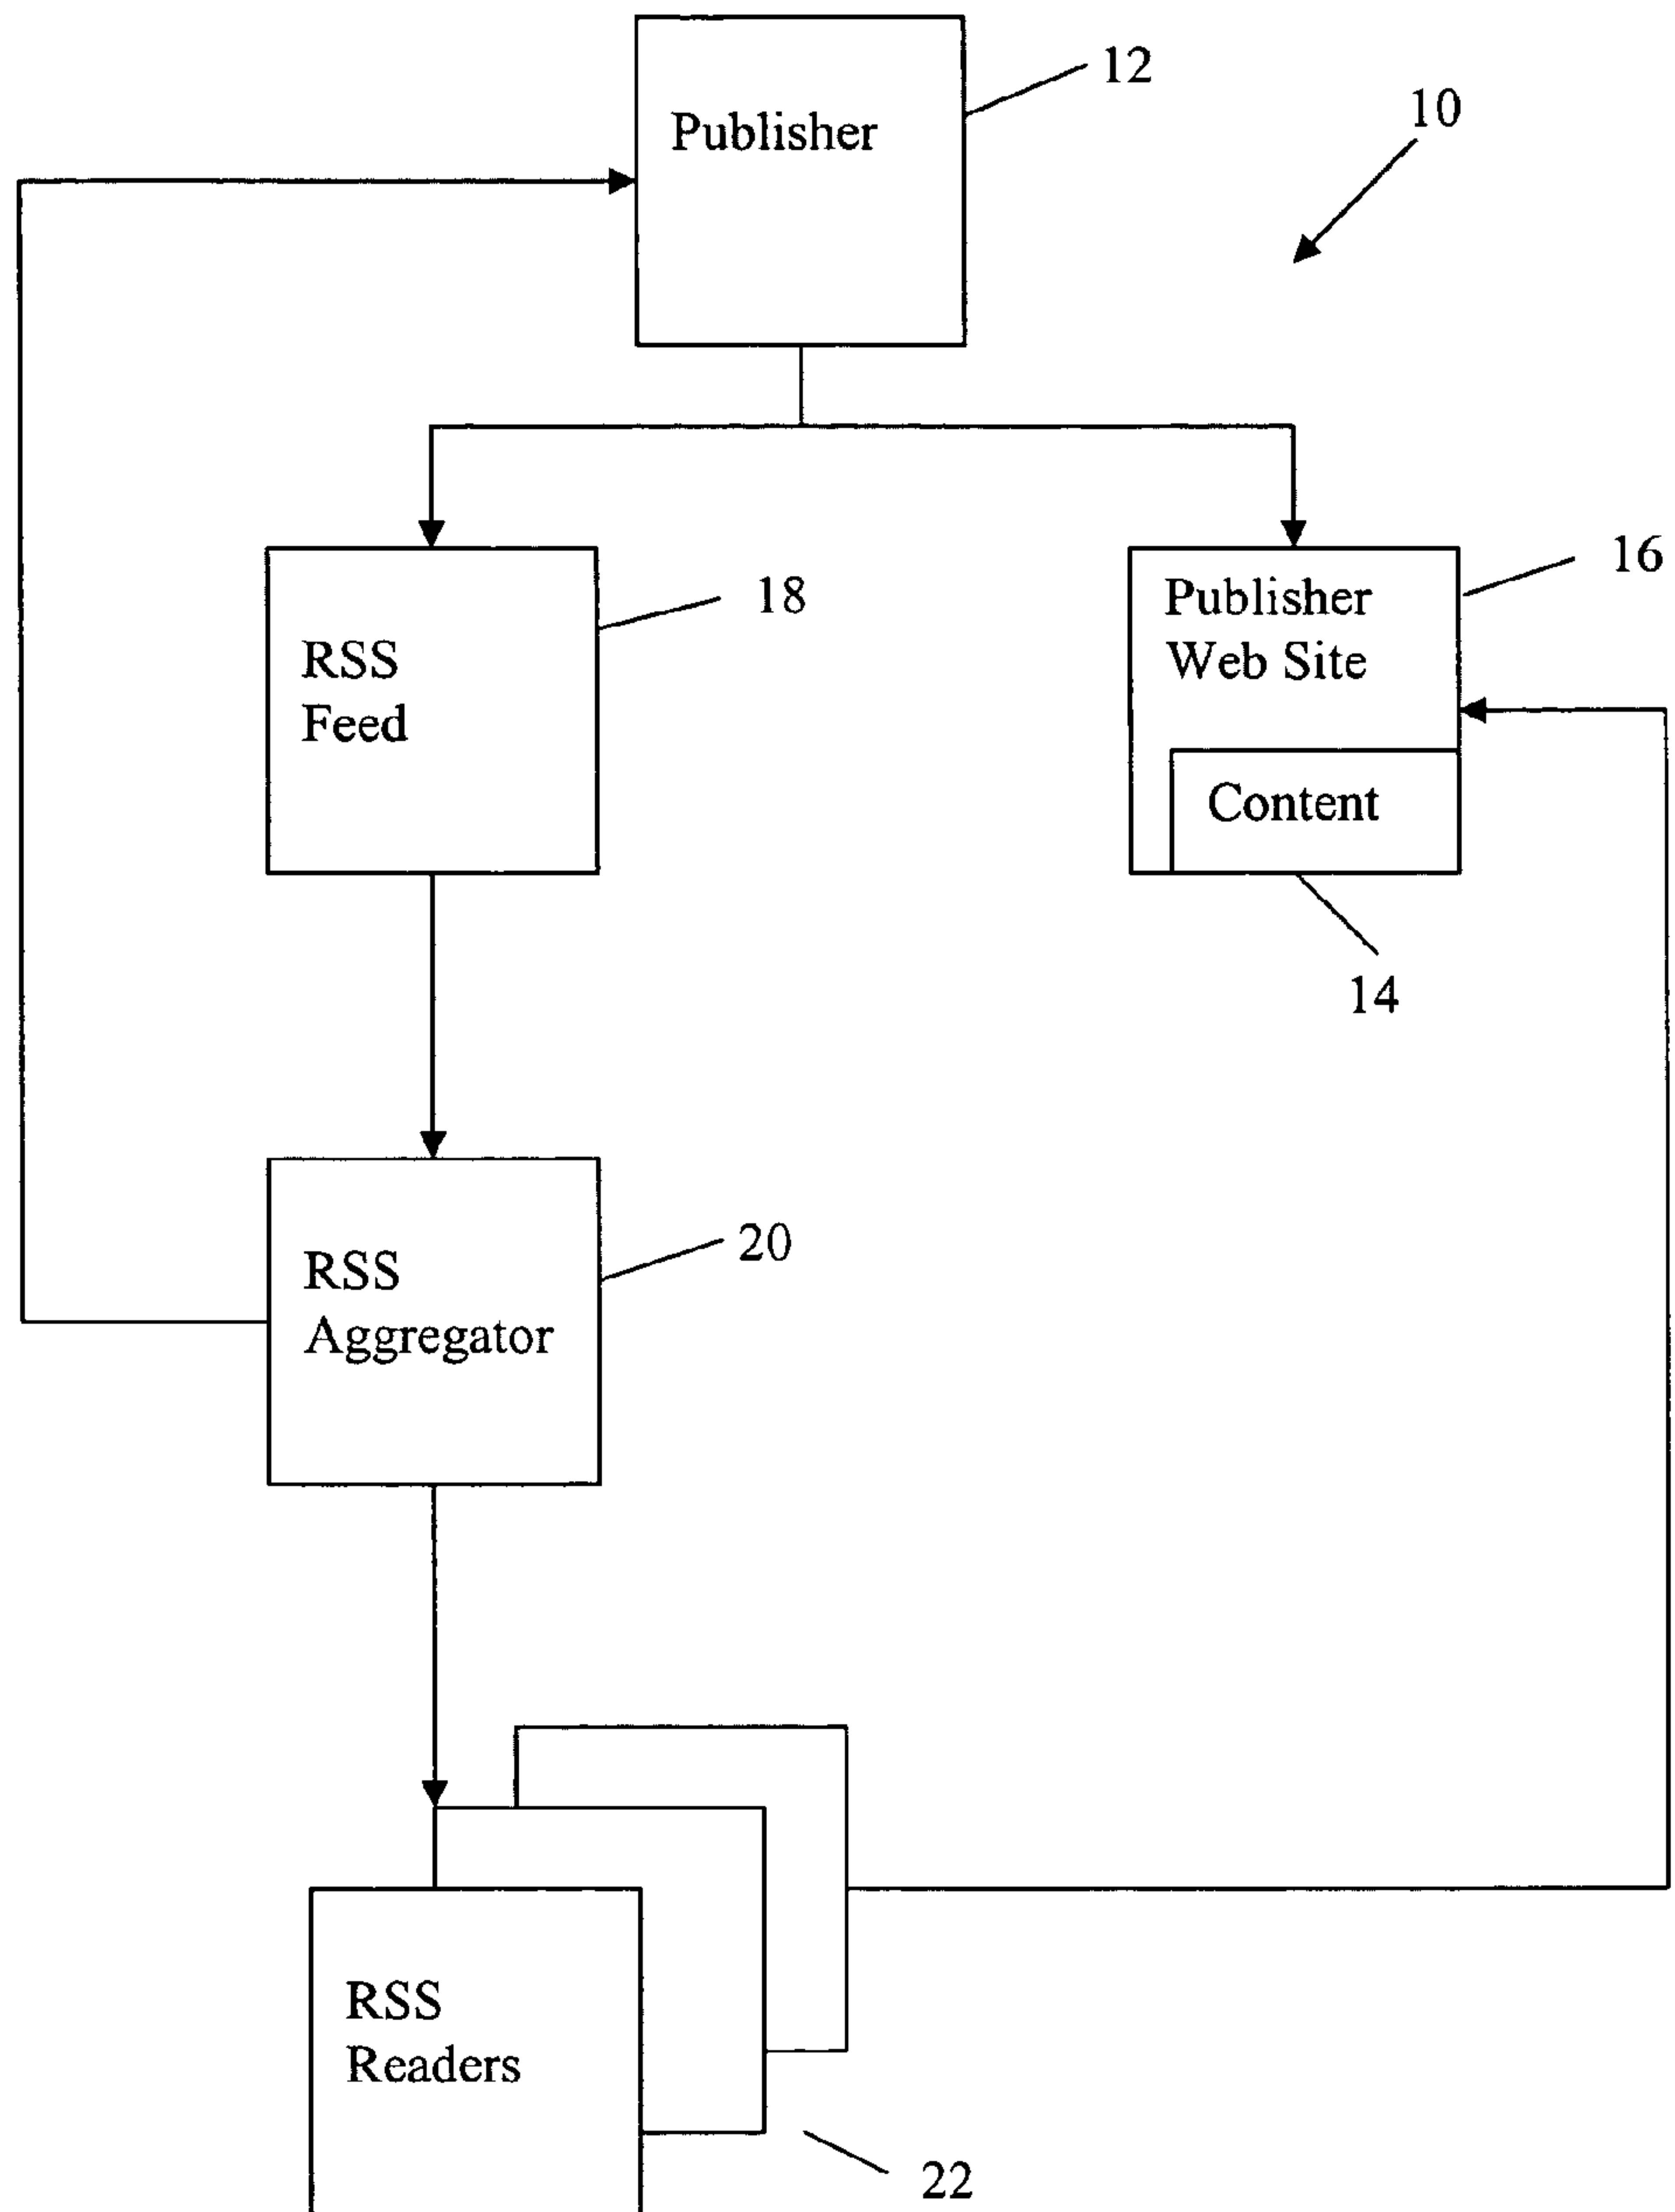 12
Publisher
10
16
Publisher
Web Site
18
RSS
Feed
Content
14
20
RSS
Aggregator
RSS
Readers
22